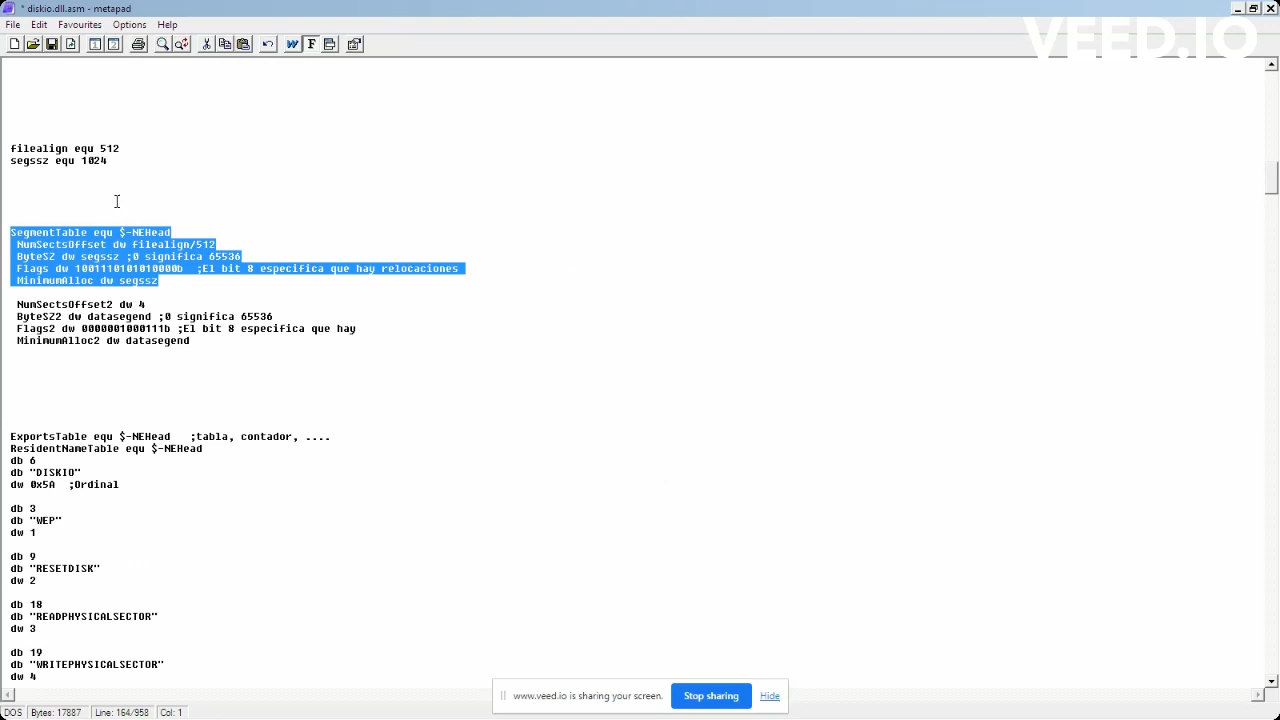 * diskio.dll.asm - metapad
File Edit Favourites Options Help
VEED.IO
filealign equ 512
segssz equ 1024
SegmentTable equ $-NEHead
NumSectsOffset dw filealign/512
ByteSZ dw segssz ;0 significa 65536
Flags dw 1001110101010000b ;El bit 8 especifica que hay relocaciones
MinimumAlloc dw segssz
NumSectsOffset2 dw 4
ByteSZ2 dw datasegend ;0 significa 65536
Flags2 dw 0000001000111b ;El bit 8 especifica que hay
MinimumAlloc2 dw datasegend
ExportsTable equ $-NEHead ;tabla, contador, ....
ResidentNameTable equ $-NEHead
db 6
db "DISKIO"
dw 0x5A ;Ordinal
db 3
db "WEP"
dw 1
db 9
db "RESETDISK"
dw 2
db 18
db "READPHYSICALSECTOR"
dw 3
db 19
db "WRITEPHYSICALSECTOR"
dw 4
www.veed.io is sharing your screen. Stop sharing Hide
DOS Bytes: 17887 Line: 164/958 Col: 1